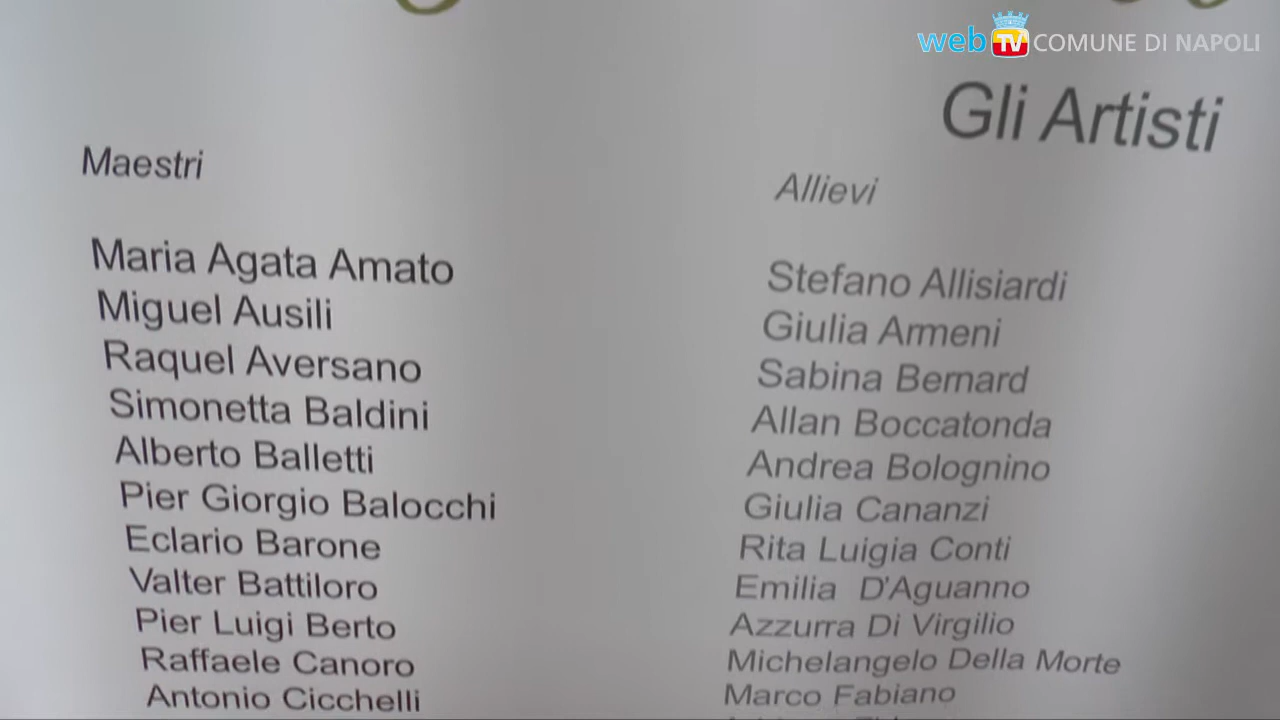 web TV COMUNE DI NAPOLI
Gli Artisti
Maestri
Maria Agata Amato
Miguel Ausili
Raquel Aversano
Simonetta Baldini
Alberto Balletti
Pier Giorgio Balocchi
Eclario Barone
Valter Battiloro
Pier Luigi Berto
Raffaele Canoro
Antonio Cicchelli
Allievi
Stefano Allisiardi
Giulia Armeni
Sabina Bernard
Allan Boccatonda
Andrea Bolognino
Giulia Cananzi
Rita Luigia Conti
Emilia D'Aguanno
Azzurra Di Virgilio
Michelangelo Della Morte
Marco Fabiano